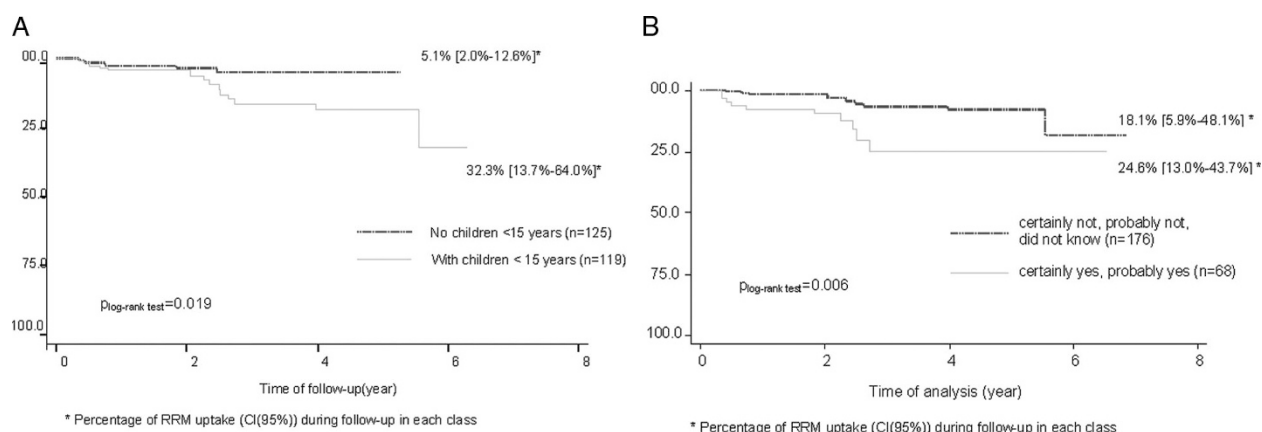 A
00.0
25.0
50.0
75.0
100.0
5.1% [2.0%-12.6%]*
32.3% [13.7%-64.0%]*
No children <15 years (n=125)
With children < 15 years (n=119)
plog-rank test=0.019
0 2 4 6 8
Time of follow-up(year)
* Percentage of RRM uptake (CI(95%)) during follow-up in each class
B
00.0
25.0
50.0
75.0
100.0
18.1% [5.9%-48.1%] *
24.6% [13.0%-43.7%] *
certainly not, probably not,
did not know (n=176)
certainly yes, probably yes (n=68)
plog-rank test=0.006
0 2 4 6 8
Time of analysis (year)
* Percentage of RRM uptake (CI(95%)) during follow-up in each class